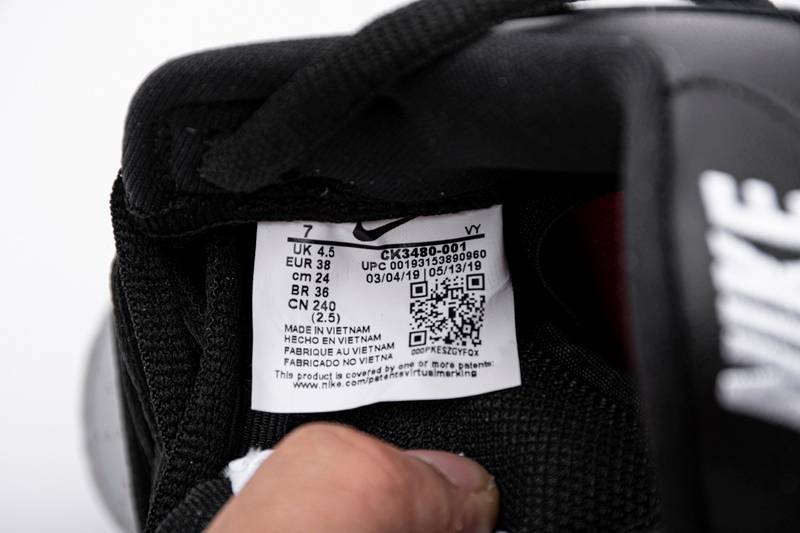 7 VY
UK 4.5
EUR 38
cm 24
BR 36
CN 240
(2.5)
CK3480-001
UPC 00193153890960
03/04/19 05/13/19
000PKESZGYFQX
MADE IN VIETNAM
HECHO EN VIETNAM
FABRIQUE AU VIETNAM
FABRICADO NO VIETNA
This product is covered by one or more patents:
www.nike.com/patentsvirtualmarking
NIKE